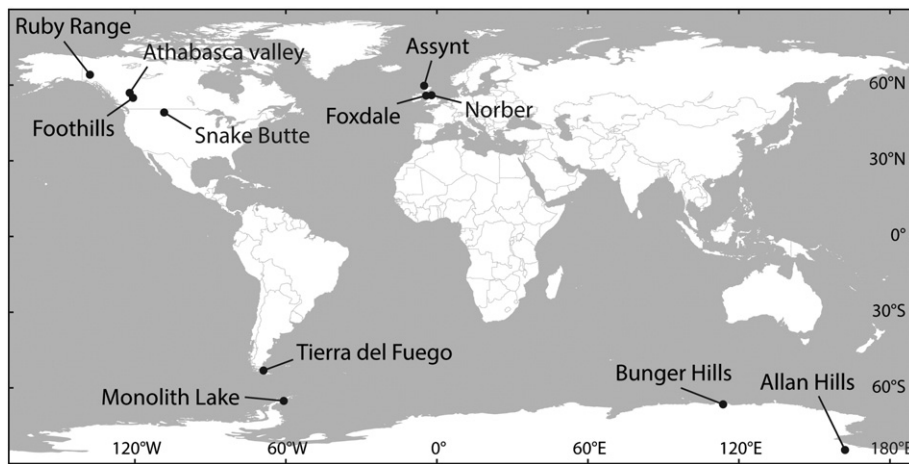 Ruby Range
Athabasca valley
Assynt
60°N
Foothills
Snake Butte
Foxdale
Norber
30°N
0°
30°S
Tierra del Fuego
Bunger Hills
Allan Hills
Monolith Lake
60°S
120°W
60°W
0°
60°E
120°E
180°E